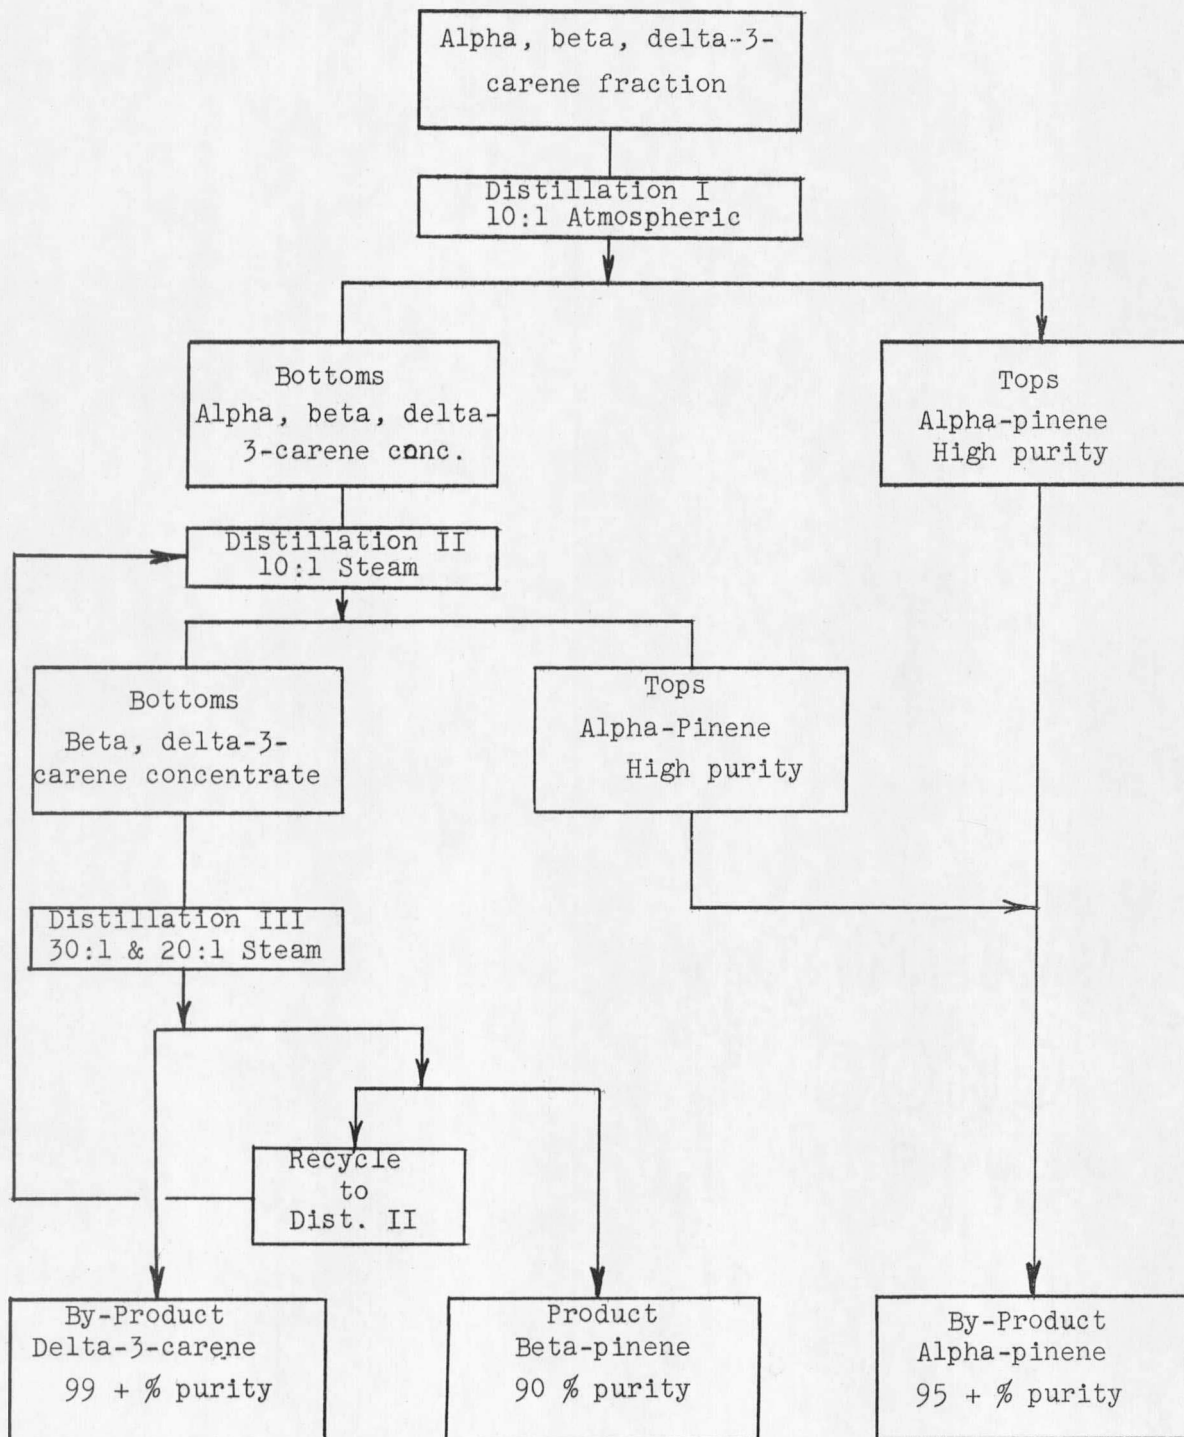 Alpha, beta, delta-3-
carene fraction
Distillation I
10:1 Atmospheric
Bottoms
Alpha, beta, delta-
3-carene conc.
Tops
Alpha-pinene
High purity
Distillation II
10:1 Steam
Bottoms
Beta, delta-3-
carene concentrate
Tops
Alpha-Pinene
High purity
Distillation III
30:1 & 20:1 Steam
Recycle
to
Dist. II
By-Product
Delta-3-carene
99 + % purity
Product
Beta-pinene
90 % purity
By-Product
Alpha-pinene
95 + % purity